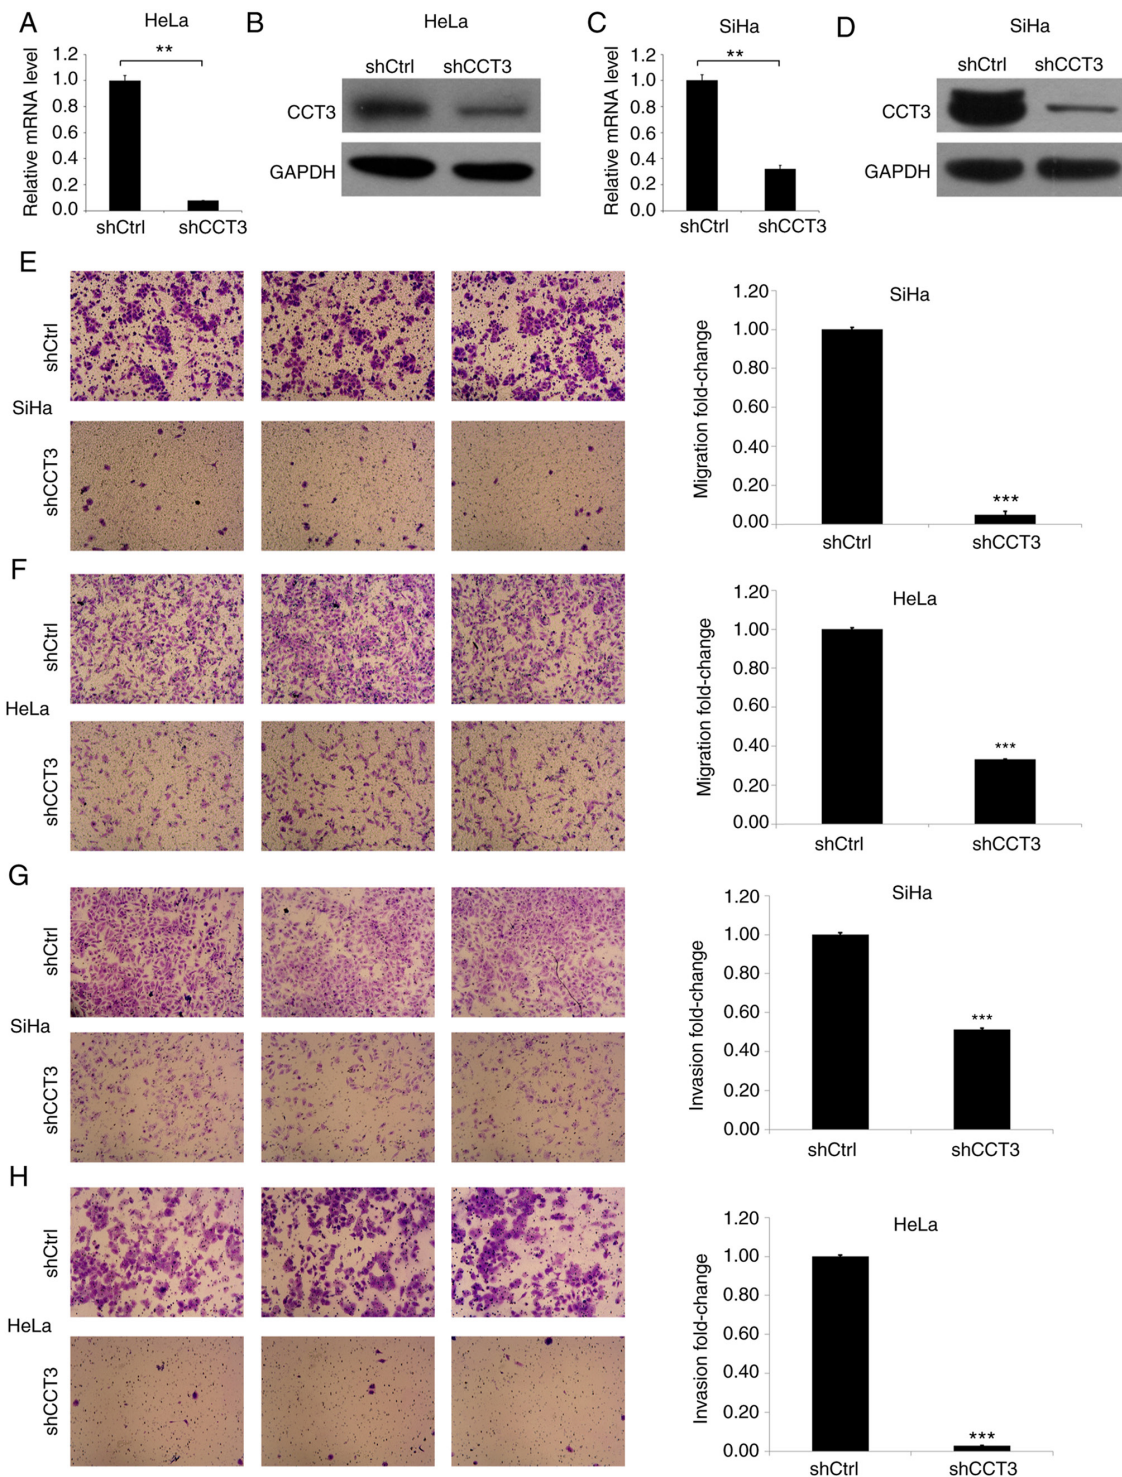 A
HeLa
1.2
1.0
0.8
0.6
0.4
0.2
0.0
Relative mRNA level
**
shCtrl
shCCT3
B
HeLa
shCtrl
shCCT3
CCT3
GAPDH
C
SiHa
1.2
1.0
0.8
0.6
0.4
0.2
0.0
Relative mRNA level
**
shCtrl
shCCT3
D
SiHa
shCtrl
shCCT3
CCT3
GAPDH
E
SiHa
shCtrl
shCCT3
SiHa
1.20
1.00
0.80
0.60
0.40
0.20
0.00
Migration fold-change
***
shCtrl
shCCT3
F
HeLa
shCtrl
shCCT3
HeLa
1.20
1.00
0.80
0.60
0.40
0.20
0.00
Migration fold-change
***
shCtrl
shCCT3
G
SiHa
shCtrl
shCCT3
SiHa
1.20
1.00
0.80
0.60
0.40
0.20
0.00
Invasion fold-change
***
shCtrl
shCCT3
H
HeLa
shCtrl
shCCT3
HeLa
1.20
1.00
0.80
0.60
0.40
0.20
0.00
Invasion fold-change
***
shCtrl
shCCT3